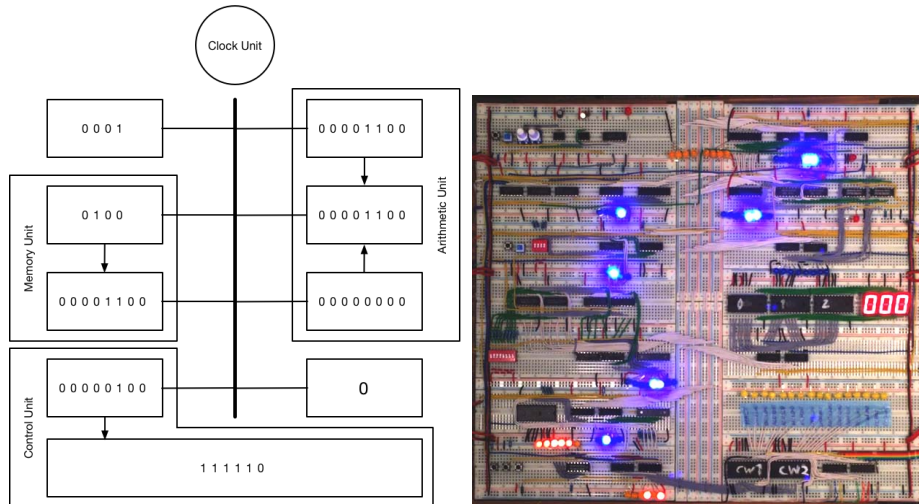 Clock Unit
0 0 0 1
0 0 0 0 1 1 0 0
Memory Unit
0 1 0 0
0 0 0 0 1 1 0 0
Arithmetic Unit
0 0 0 0 1 1 0 0
0 0 0 0 0 0 0 0
Control Unit
0 0 0 0 0 1 0 0
0
1 1 1 1 1 0
0
1
2
000
CW1
CW2